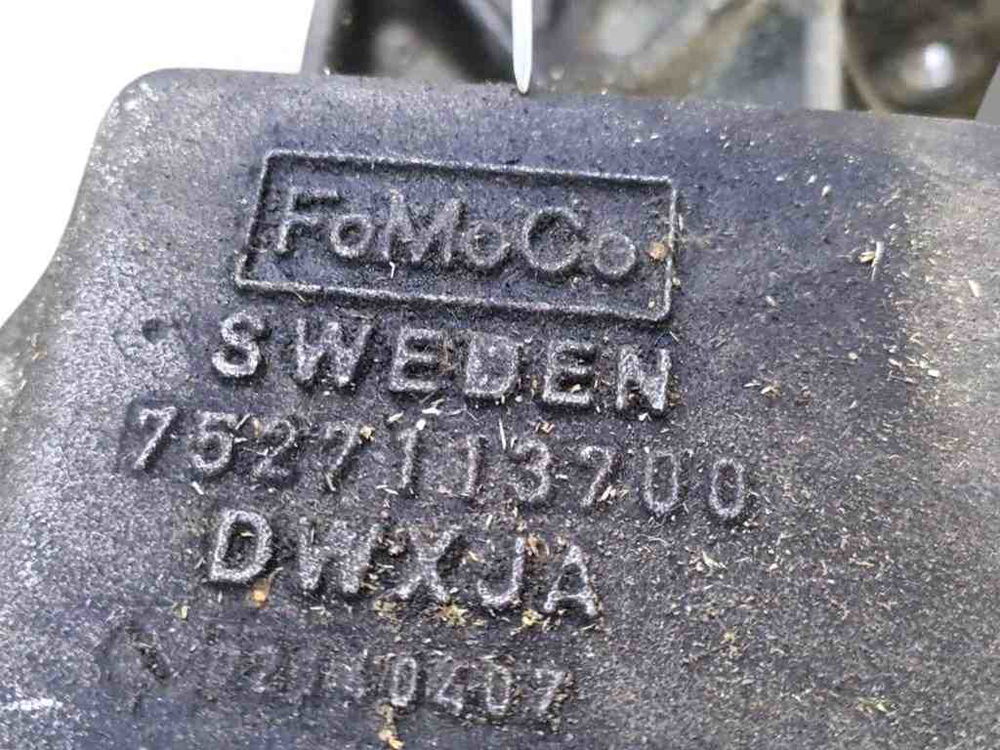 FoMoCo
SWEDEN
7527113700
DWXJA